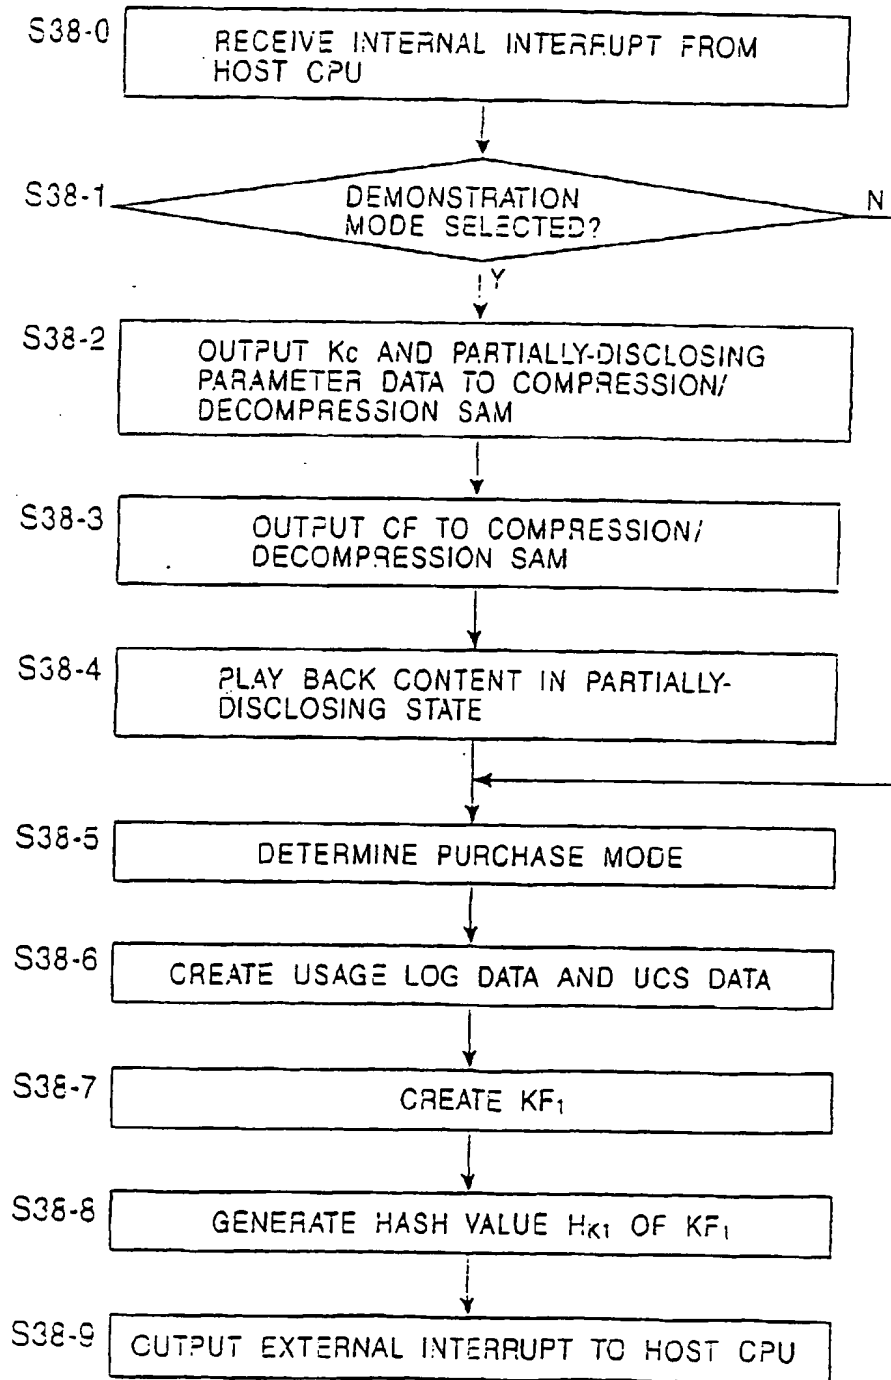 S38-0
RECEIVE INTERNAL INTERRUPT FROM
HOST CPU
S38-1
DEMONSTRATION
MODE SELECTED?
N
Y
S38-2
OUTPUT Kc AND PARTIALLY-DISCLOSING
PARAMETER DATA TO COMPRESSION/
DECOMPRESSION SAM
S38-3
OUTPUT CF TO COMPRESSION/
DECOMPRESSION SAM
S38-4
PLAY BACK CONTENT IN PARTIALLY-
DISCLOSING STATE
S38-5
DETERMINE PURCHASE MODE
S38-6
CREATE USAGE LOG DATA AND UCS DATA
S38-7
CREATE KF₁
S38-8
GENERATE HASH VALUE H_K1 OF KF₁
S38-9
OUTPUT EXTERNAL INTERRUPT TO HOST CPU